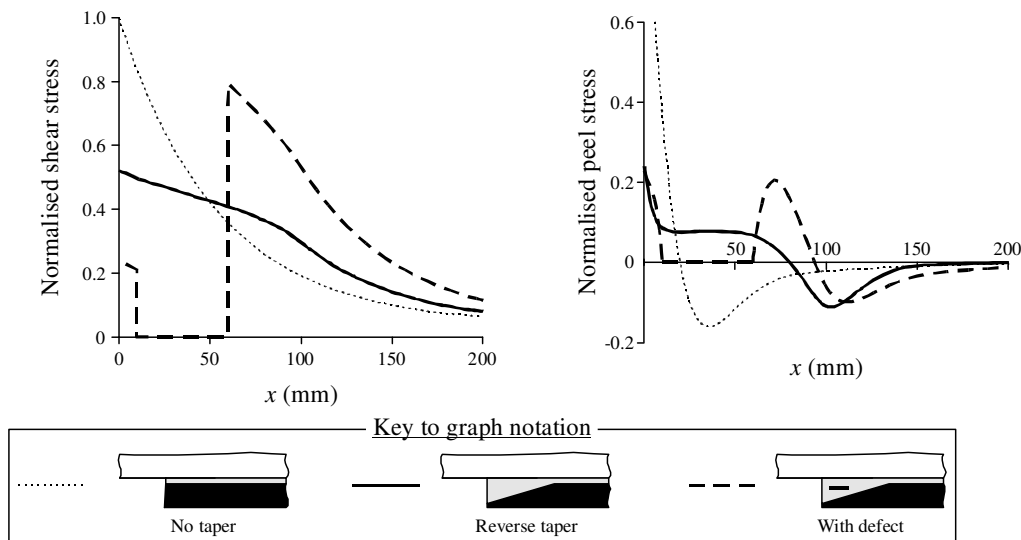 1.0
0.8
0.6
0.4
0.2
0
0 50 100 150 200
Normalised shear stress
x (mm)
0.6
0.4
0.2
0
-0.2
50 100 150 200
Normalised peel stress
x (mm)
Key to graph notation
No taper
Reverse taper
With defect